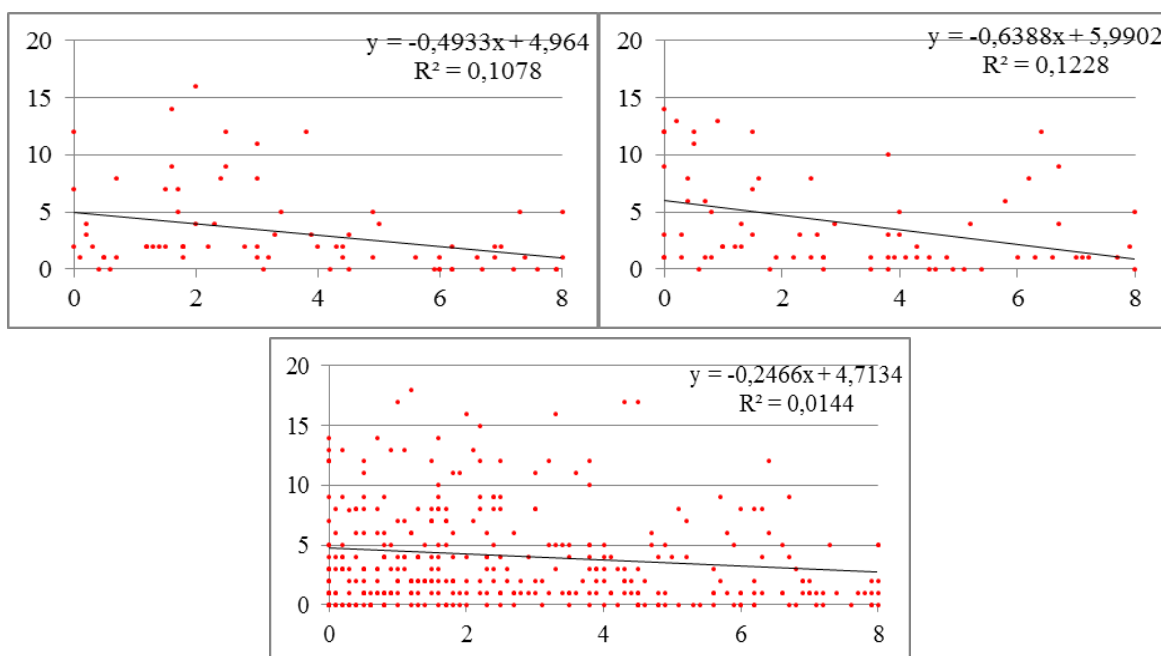 y = -0,4933x + 4,964
R² = 0,1078
20
15
10
5
0
0 2 4 6 8
y = -0,6388x + 5,9902
R² = 0,1228
20
15
10
5
0
0 2 4 6 8
y = -0,2466x + 4,7134
R² = 0,0144
20
15
10
5
0
0 2 4 6 8